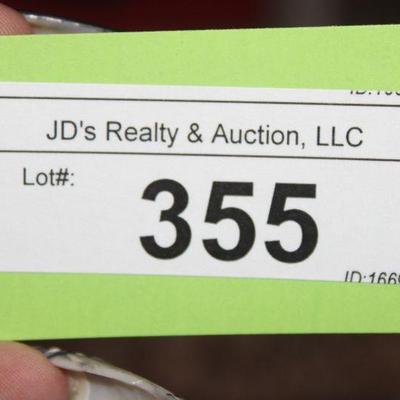 JD's Realty & Auction, LLC
Lot#:
355